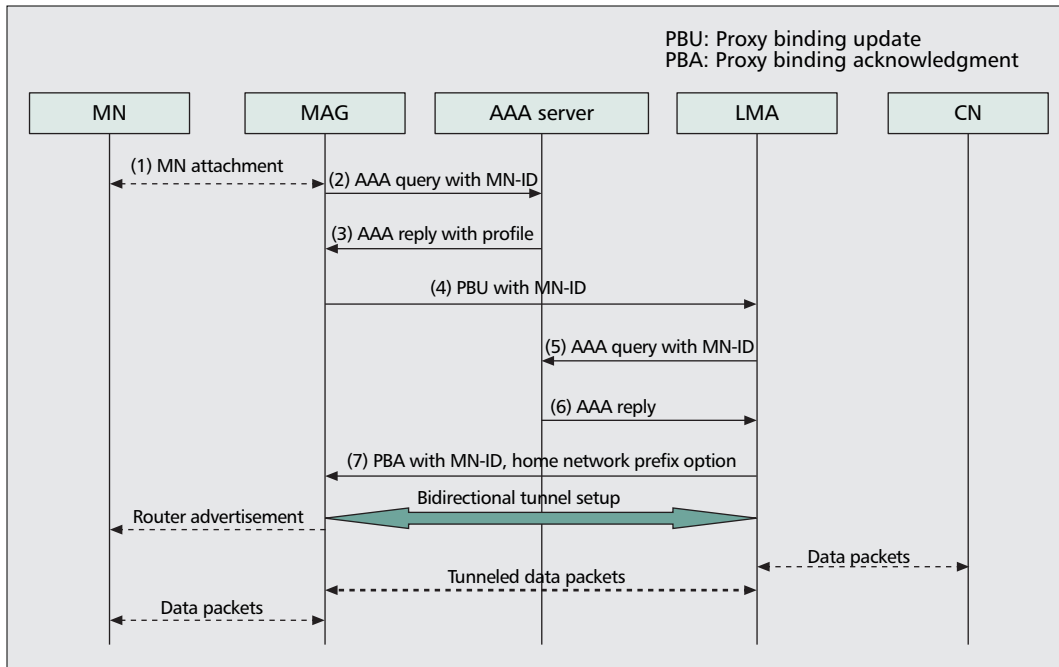 PBU: Proxy binding update
PBA: Proxy binding acknowledgment
MN
MAG
AAA server
LMA
CN
(1) MN attachment
(2) AAA query with MN-ID
(3) AAA reply with profile
(4) PBU with MN-ID
(5) AAA query with MN-ID
(6) AAA reply
(7) PBA with MN-ID, home network prefix option
Bidirectional tunnel setup
Router advertisement
Data packets
Tunneled data packets
Data packets